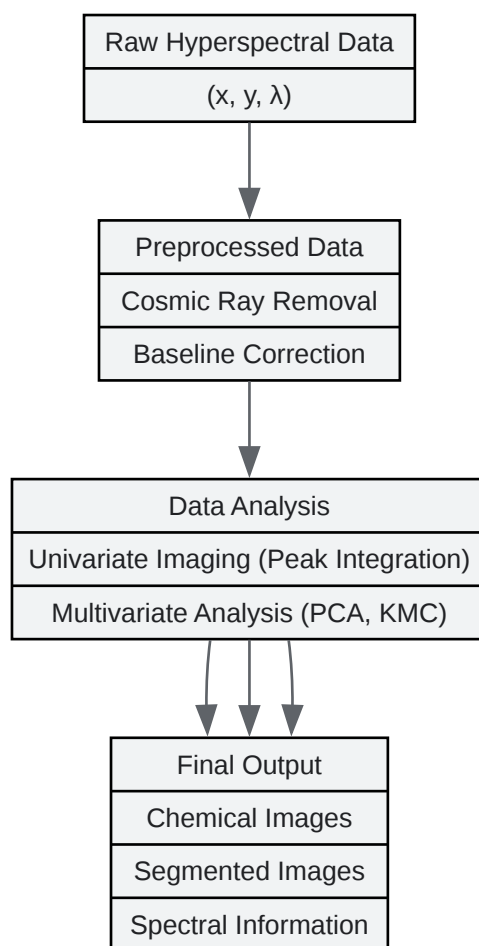 Raw Hyperspectral Data
(x, y, λ)
Preprocessed Data
Cosmic Ray Removal
Baseline Correction
Data Analysis
Univariate Imaging (Peak Integration)
Multivariate Analysis (PCA, KMC)
Final Output
Chemical Images
Segmented Images
Spectral Information